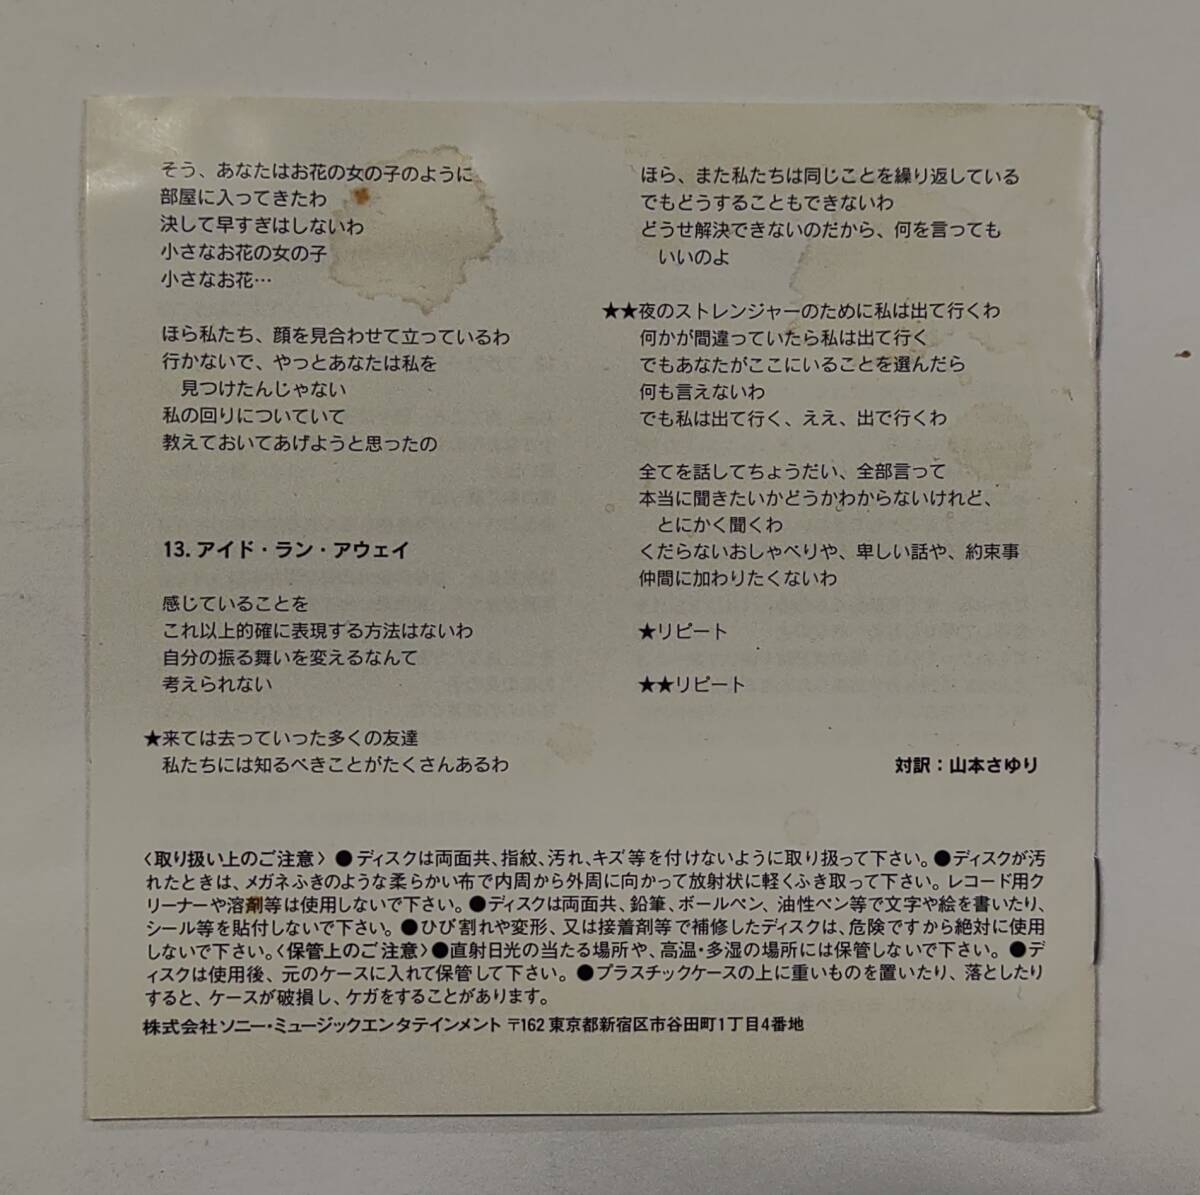 そう、あなたはお花の女の子のように
部屋に入ってきたわ
決して早すぎはしないわ
小さなお花の女の子
小さなお花…
ほら私たち、顔を見合わせて立っているわ
行かないで、やっとあなたは私を
見つけたんじゃない
私の回りについていて
教えておいてあげようと思ったの
13. アイド・ラン・アウェイ
感じていることを
これ以上的確に表現する方法はないわ
自分の振る舞いを変えるなんて
考えられない
★来ては去っていった多くの友達
私たちには知るべきことがたくさんあるわ
ほら、また私たちは同じことを繰り返している
でもどうすることもできないわ
どうせ解決できないのだから、何を言っても
いいのよ
★★夜のストレンジャーのために私は出て行くわ
何かが間違っていたら私は出て行く
でもあなたがここにいることを選んだら
何も言えないわ
でも私は出て行く、ええ、出で行くわ
全てを話してちょうだい、全部言って
本当に聞きたいかどうかわからないけれど、
とにかく聞くわ
くだらないおしゃべりや、卑しい話や、約束事
仲間に加わりたくないわ
★リピート
★★リピート
対訳：山本さゆり
〈取り扱い上のご注意〉●ディスクは両面共、指紋、汚れ、キズ等を付けないように取り扱って下さい。●ディスクが汚
れたときは、メガネふきのような柔らかい布で内周から外周に向かって放射状に軽くふき取って下さい。レコード用ク
リーナーや溶剤等は使用しないで下さい。●ディスクは両面共、鉛筆、ボールペン、油性ペン等で文字や絵を書いたり、
シール等を貼付しないで下さい。●ひび割れや変形、又は接着剤等で補修したディスクは、危険ですから絶対に使用
しないで下さい。〈保管上のご注意〉●直射日光の当たる場所や、高温・多湿の場所には保管しないで下さい。●デ
ィスクは使用後、元のケースに入れて保管して下さい。●プラスチックケースの上に重いものを置いたり、落としたり
すると、ケースが破損し、ケガをすることがあります。
株式会社ソニー・ミュージックエンタテインメント 〒162 東京都新宿区市谷田町1丁目4番地